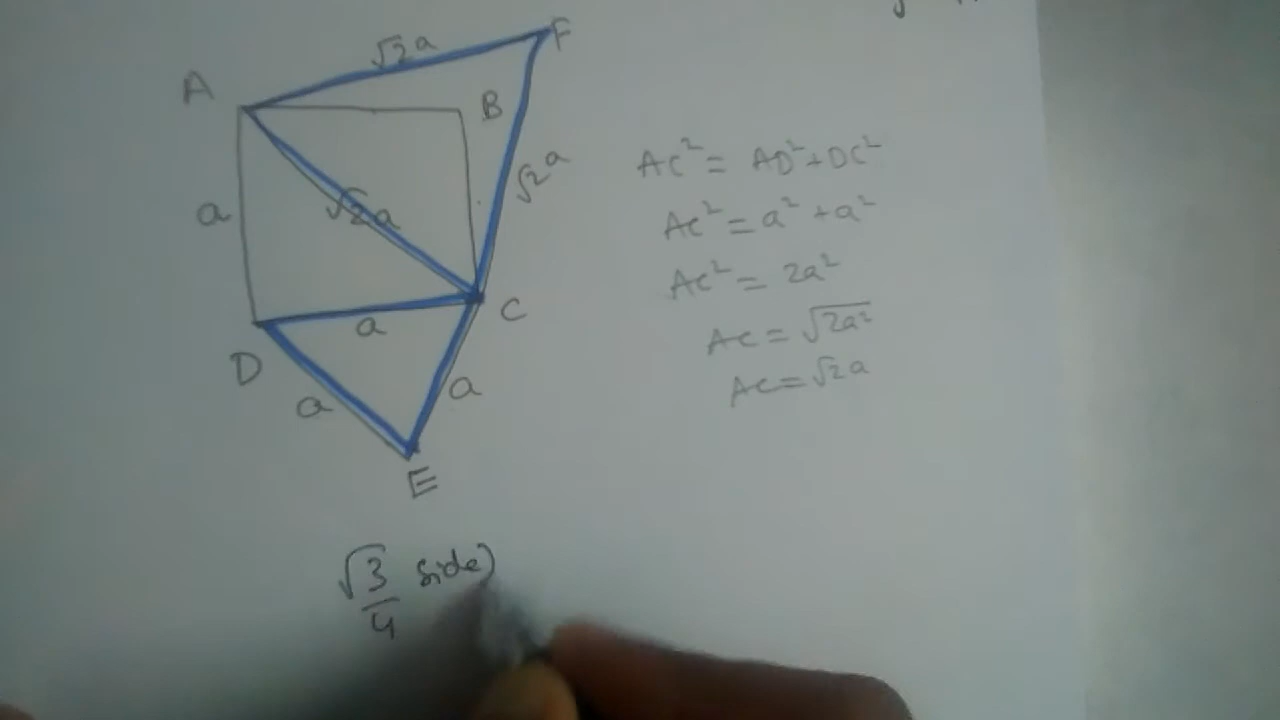 √2a
F
A
B
√2a
a
√2a
C
a
D
a
a
E
AC² = AD² + DC²
AC² = a² + a²
AC² = 2a²
AC = √2a²
AC = √2a
√3/4 side)